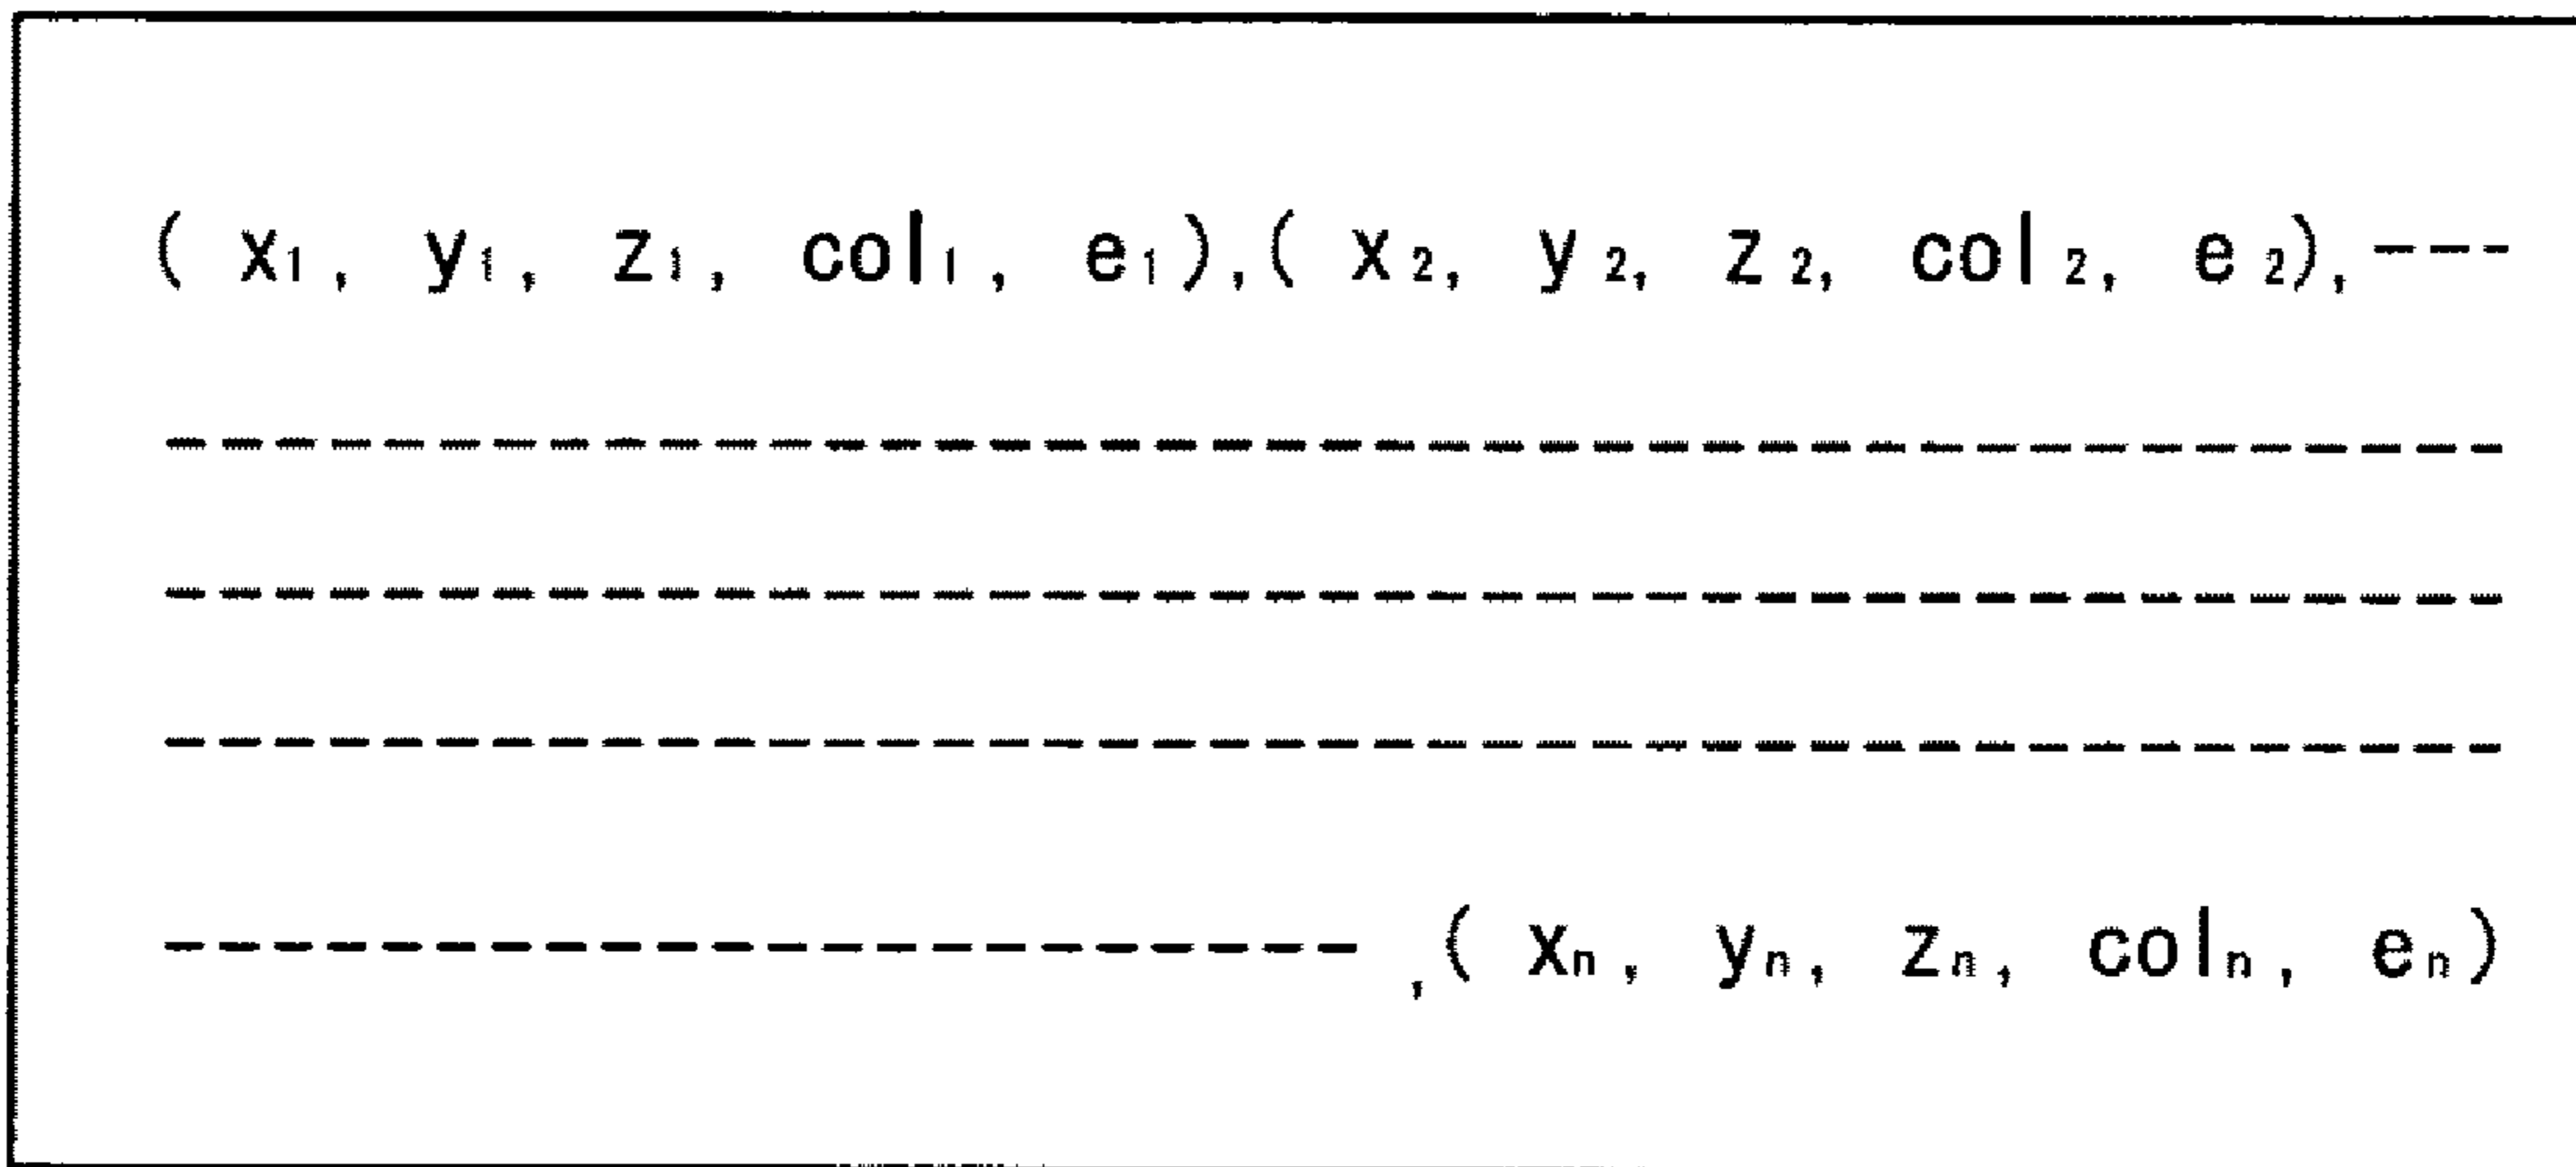 ( x₁, y₁, z₁, col₁, e₁),( x₂, y₂, z₂, col₂, e₂),---
,( xₙ, yₙ, zₙ, colₙ, eₙ)